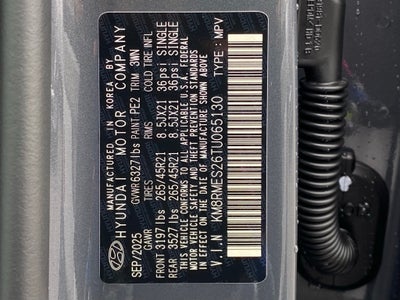 MANUFACTURED IN KOREA BY
HYUNDAI MOTOR COMPANY
SEP/2025 GVWR 6327lbs PAINT PE2 TRIM 3WN
GAWR TIRES RIMS COLD TIRE INFL
FRONT 3197lbs 265/45R21 8.5JX21 36psi SINGLE
REAR 3527lbs 265/45R21 8.5JX21 36psi SINGLE
THIS VEHICLE CONFORMS TO ALL APPLICABLE U.S.A. FEDERAL
MOTOR VEHICLE SAFETY AND THEFT PREVENTION STANDARDS
IN EFFECT ON THE DATE OF MANUFACTURE SHOWN ABOVE
V.I.N KM8RMES26TU065130 TYPE: MPV